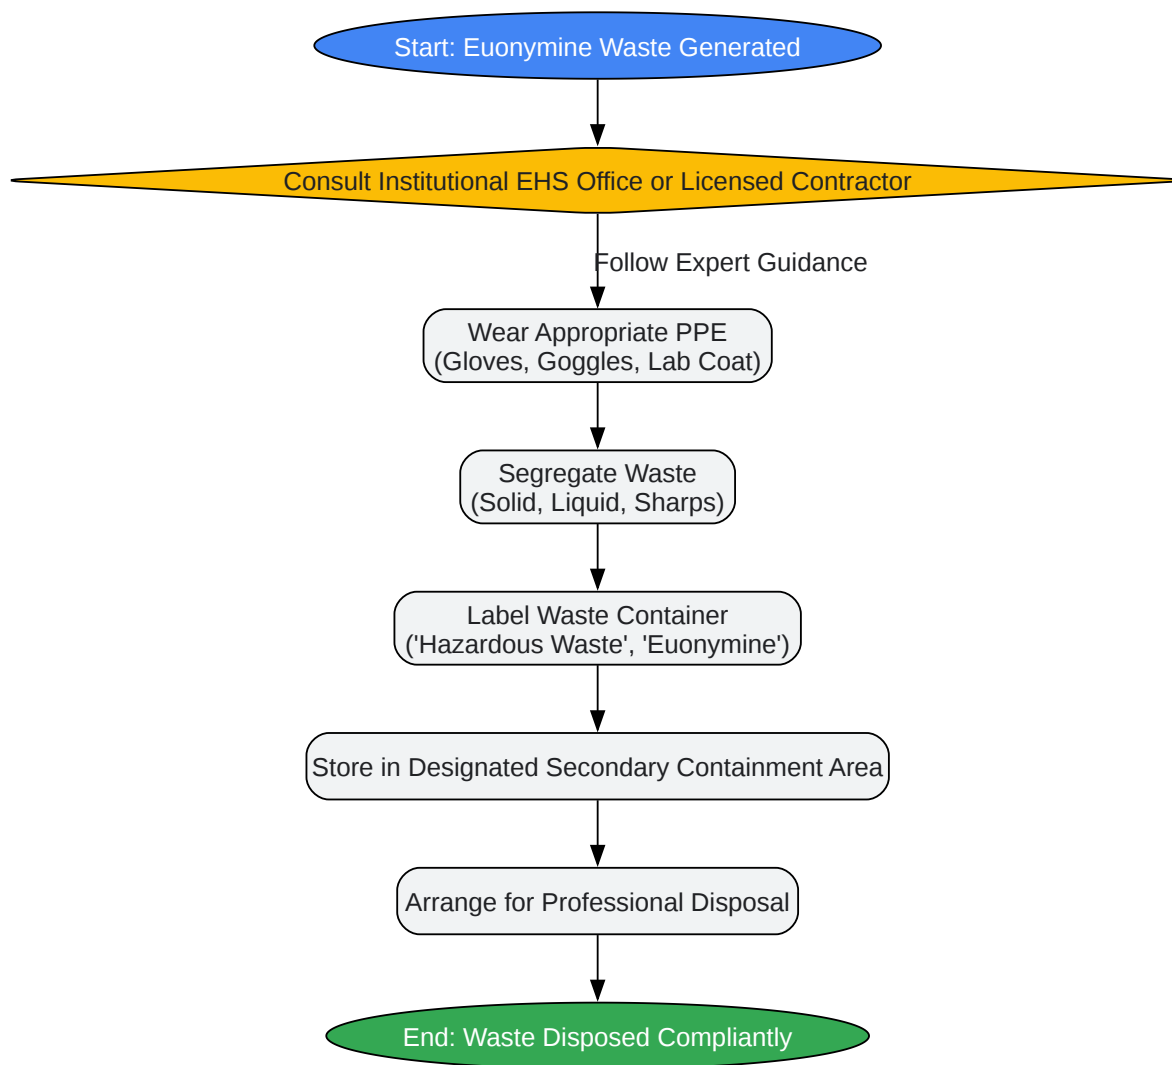 Start: Euonymine Waste Generated
Consult Institutional EHS Office or Licensed Contractor
Follow Expert Guidance
Wear Appropriate PPE
(Gloves, Goggles, Lab Coat)
Segregate Waste
(Solid, Liquid, Sharps)
Label Waste Container
('Hazardous Waste', 'Euonymine')
Store in Designated Secondary Containment Area
Arrange for Professional Disposal
End: Waste Disposed Compliantly